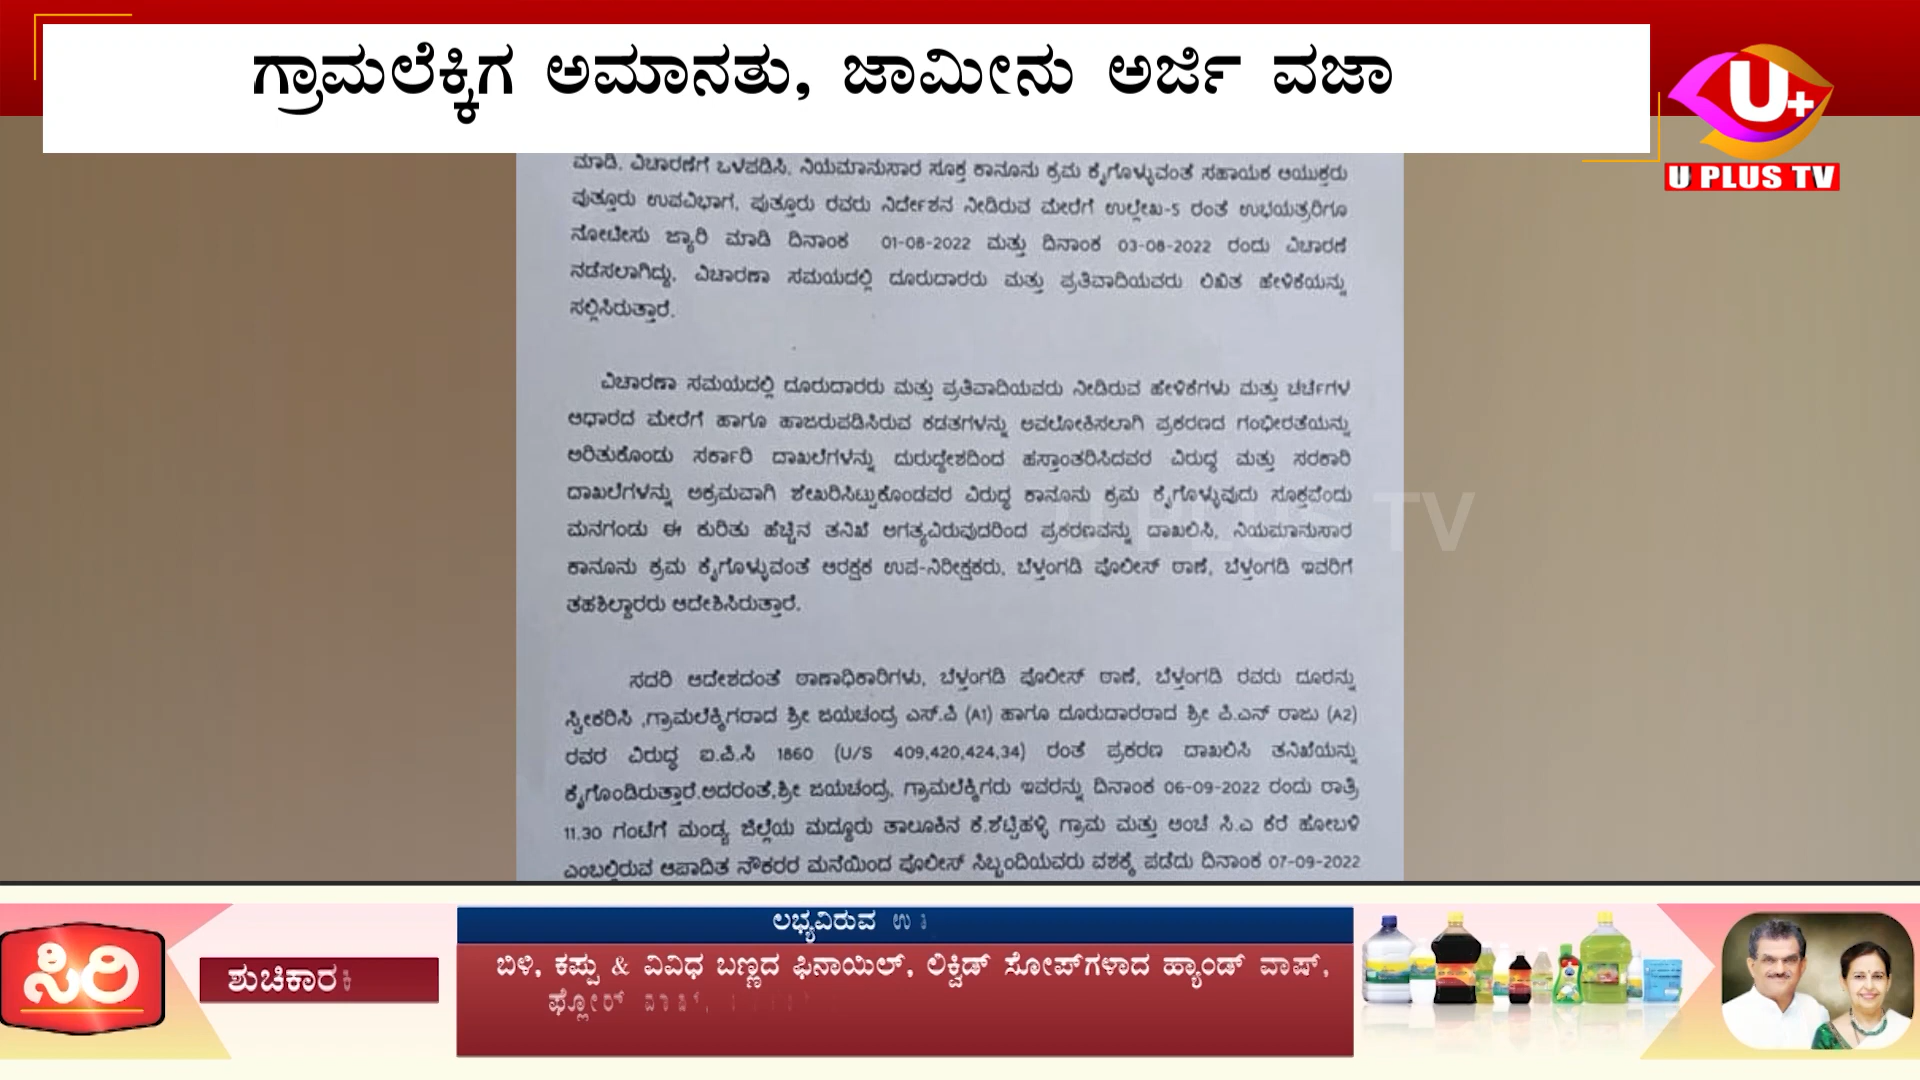 ಗ್ರಾಮಲೆಕ್ಕಿಗ ಅಮಾನತು, ಜಾಮೀನು ಅರ್ಜಿ ವಜಾ
U+
U PLUS TV
ಮಾಡಿ, ವಿಚಾರಣೆಗೆ ಒಳಪಡಿಸಿ, ನಿಯಮಾನುಸಾರ ಸೂಕ್ತ ಕಾನೂನು ಕ್ರಮ ಕೈಗೊಳ್ಳುವಂತೆ ಸಹಾಯಕ ಆಯುಕ್ತರು
ಪುತ್ತೂರು ಉಪವಿಭಾಗ, ಪುತ್ತೂರು ರವರು ನಿರ್ದೇಶನ ನೀಡಿರುವ ಮೇರೆಗೆ ಉಲ್ಲೇಖ-5 ರಂತೆ ಉಭಯತ್ರರಿಗೂ
ನೋಟೀಸು ಜ್ಯಾರಿ ಮಾಡಿ ದಿನಾಂಕ 01-08-2022 ಮತ್ತು ದಿನಾಂಕ 03-08-2022 ರಂದು ವಿಚಾರಣೆ
ನಡೆಸಲಾಗಿದ್ದು, ವಿಚಾರಣಾ ಸಮಯದಲ್ಲಿ ದೂರುದಾರರು ಮತ್ತು ಪ್ರತಿವಾದಿಯವರು ಲಿಖಿತ ಹೇಳಿಕೆಯನ್ನು
ಸಲ್ಲಿಸಿರುತ್ತಾರೆ.
ವಿಚಾರಣಾ ಸಮಯದಲ್ಲಿ ದೂರುದಾರರು ಮತ್ತು ಪ್ರತಿವಾದಿಯವರು ನೀಡಿರುವ ಹೇಳಿಕೆಗಳು ಮತ್ತು ಚರ್ಚೆಗಳ
ಆಧಾರದ ಮೇರೆಗೆ ಹಾಗೂ ಹಾಜರುಪಡಿಸಿರುವ ಕಡತಗಳನ್ನು ಅವಲೋಕಿಸಲಾಗಿ ಪ್ರಕರಣದ ಗಂಭೀರತೆಯನ್ನು
ಅರಿತುಕೊಂಡು ಸರ್ಕಾರಿ ದಾಖಲೆಗಳನ್ನು ದುರುದ್ದೇಶದಿಂದ ಹಸ್ತಾಂತರಿಸಿದವರ ವಿರುದ್ಧ ಮತ್ತು ಸರಕಾರಿ
ದಾಖಲೆಗಳನ್ನು ಅಕ್ರಮವಾಗಿ ಶೇಖರಿಸಿಟ್ಟುಕೊಂಡವರ ವಿರುದ್ಧ ಕಾನೂನು ಕ್ರಮ ಕೈಗೊಳ್ಳುವುದು ಸೂಕ್ತವೆಂದು
ಮನಗಂಡು ಈ ಕುರಿತು ಹೆಚ್ಚಿನ ತನಿಖೆ ಅಗತ್ಯವಿರುವುದರಿಂದ ಪ್ರಕರಣವನ್ನು ದಾಖಲಿಸಿ, ನಿಯಮಾನುಸಾರ
ಕಾನೂನು ಕ್ರಮ ಕೈಗೊಳ್ಳುವಂತೆ ಆರಕ್ಷಕ ಉಪ-ನಿರೀಕ್ಷಕರು, ಬೆಳ್ತಂಗಡಿ ಪೊಲೀಸ್ ಠಾಣೆ, ಬೆಳ್ತಂಗಡಿ ಇವರಿಗೆ
ತಹಶಿಲ್ದಾರರು ಆದೇಶಿಸಿರುತ್ತಾರೆ.
U PLUS TV
ಸದರಿ ಆದೇಶದಂತೆ ಠಾಣಾಧಿಕಾರಿಗಳು, ಬೆಳ್ತಂಗಡಿ ಪೊಲೀಸ್ ಠಾಣೆ, ಬೆಳ್ತಂಗಡಿ ರವರು ದೂರನ್ನು
ಸ್ವೀಕರಿಸಿ ,ಗ್ರಾಮಲೆಕ್ಕಿಗರಾದ ಶ್ರೀ ಜಯಚಂದ್ರ ಎಸ್.ಪಿ (A1) ಹಾಗೂ ದೂರುದಾರರಾದ ಶ್ರೀ ಪಿ.ಎನ್ ರಾಜು (A2)
ರವರ ವಿರುದ್ಧ ಐ.ಪಿ.ಸಿ 1860 (U/S 409,420,424,34) ರಂತೆ ಪ್ರಕರಣ ದಾಖಲಿಸಿ ತನಿಖೆಯನ್ನು
ಕೈಗೊಂಡಿರುತ್ತಾರೆ.ಅದರಂತೆ,ಶ್ರೀ ಜಯಚಂದ್ರ, ಗ್ರಾಮಲೆಕ್ಕಿಗರು ಇವರನ್ನು ದಿನಾಂಕ 06-09-2022 ರಂದು ರಾತ್ರಿ
11.30 ಗಂಟೆಗೆ ಮಂಡ್ಯ ಜಿಲ್ಲೆಯ ಮದ್ದೂರು ತಾಲೂಕಿನ ಕೆ.ಶೆಟ್ಟಿಹಳ್ಳಿ ಗ್ರಾಮ ಮತ್ತು ಅಂಚೆ ಸಿ.ಎ ಕೆರೆ ಹೋಬಳಿ
ಎಂಬಲ್ಲಿರುವ ಆಪಾದಿತ ನೌಕರರ ಮನೆಯಿಂದ ಪೊಲೀಸ್ ಸಿಬ್ಬಂದಿಯವರು ವಶಕ್ಕೆ ಪಡೆದು ದಿನಾಂಕ 07-09-2022
ಸಿರಿ
ಶುಚಿಕಾರ
ಲಭ್ಯವಿರುವ ಉ
ಬಿಳಿ, ಕಪ್ಪು & ವಿವಿಧ ಬಣ್ಣದ ಫಿನಾಯಿಲ್, ಲಿಕ್ವಿಡ್ ಸೋಪ್‌ಗಳಾದ ಹ್ಯಾಂಡ್ ವಾಷ್,
ಫ್ಲೋರ್